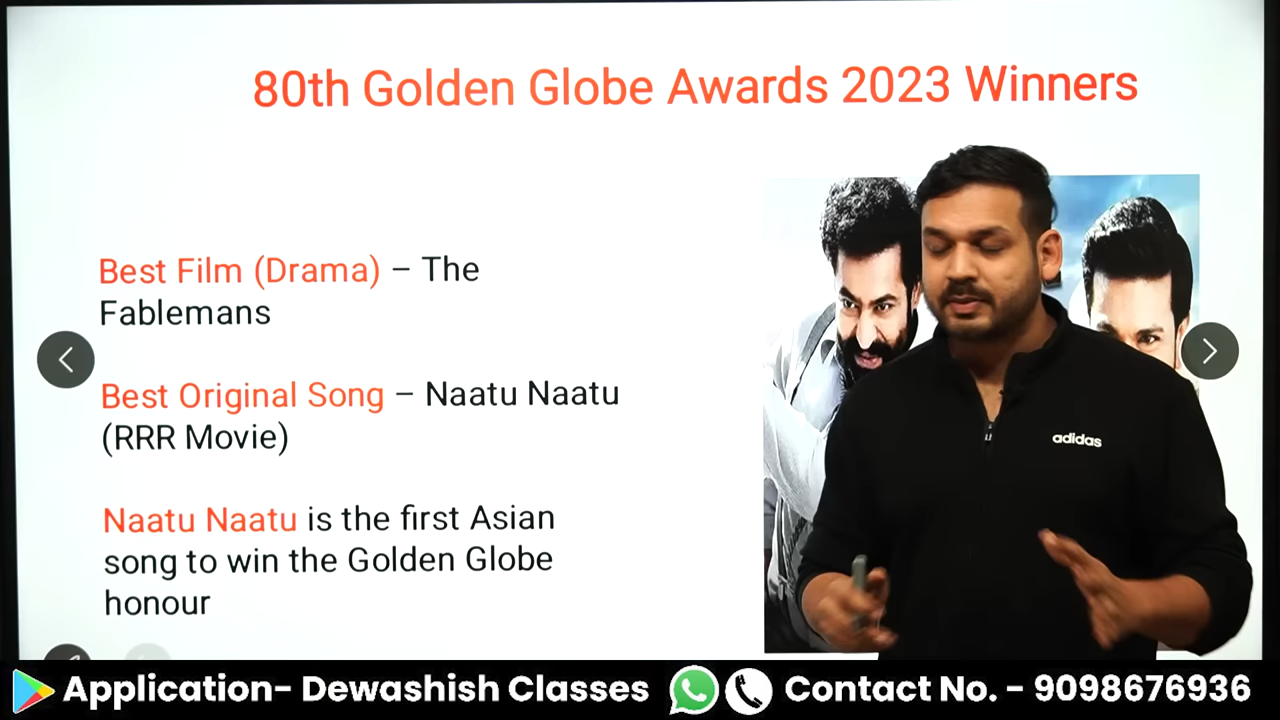 80th Golden Globe Awards 2023 Winners
Best Film (Drama) – The
Fablemans
Best Original Song – Naatu Naatu
(RRR Movie)
Naatu Naatu is the first Asian
song to win the Golden Globe
honour
adidas
Application- Dewashish Classes
Contact No. - 9098676936